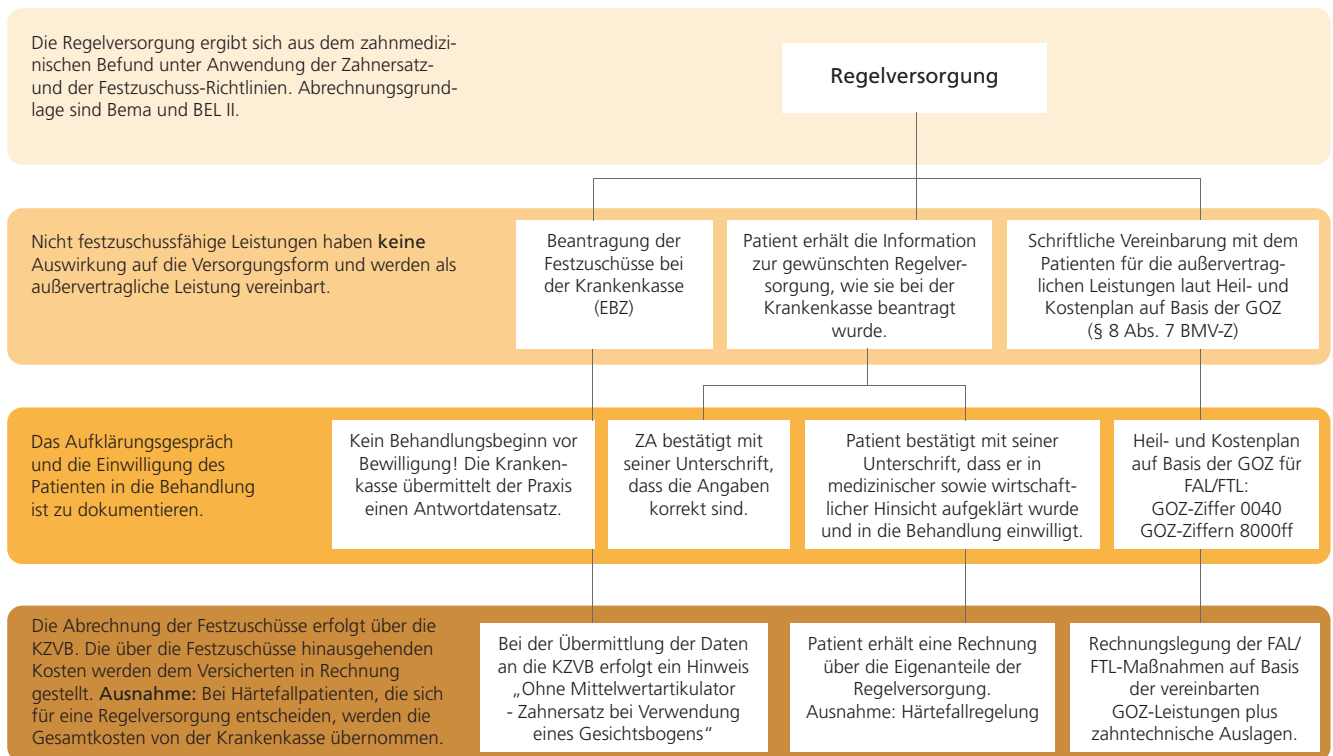 Die Regelversorgung ergibt sich aus dem zahnmedizi-
nischen Befund unter Anwendung der Zahnersatz-
und der Festzuschuss-Richtlinien. Abrechnungsgrund-
lage sind Bema und BEL II.
Regelversorgung
Nicht festzuschussfähige Leistungen haben keine
Auswirkung auf die Versorgungsform und werden als
außervertragliche Leistung vereinbart.
Beantragung der
Festzuschüsse bei
der Krankenkasse
(EBZ)
Patient erhält die Information
zur gewünschten Regelver-
sorgung, wie sie bei der
Krankenkasse beantragt
wurde.
Schriftliche Vereinbarung mit dem
Patienten für die außervertrag-
lichen Leistungen laut Heil- und
Kostenplan auf Basis der GOZ
(§ 8 Abs. 7 BMV-Z)
Das Aufklärungsgespräch
und die Einwilligung des
Patienten in die Behandlung
ist zu dokumentieren.
Kein Behandlungsbeginn vor
Bewilligung! Die Kranken-
kasse übermittelt der Praxis
einen Antwortdatensatz.
ZA bestätigt mit
seiner Unterschrift,
dass die Angaben
korrekt sind.
Patient bestätigt mit seiner
Unterschrift, dass er in
medizinischer sowie wirtschaft-
licher Hinsicht aufgeklärt wurde
und in die Behandlung einwilligt.
Heil- und Kostenplan
auf Basis der GOZ für
FAL/FTL:
GOZ-Ziffer 0040
GOZ-Ziffern 8000ff
Die Abrechnung der Festzuschüsse erfolgt über die
KZVB. Die über die Festzuschüsse hinausgehenden
Kosten werden dem Versicherten in Rechnung
gestellt. Ausnahme: Bei Härtefallpatienten, die sich
für eine Regelversorgung entscheiden, werden die
Gesamtkosten von der Krankenkasse übernommen.
Bei der Übermittlung der Daten
an die KZVB erfolgt ein Hinweis
„Ohne Mittelwertartikulator
- Zahnersatz bei Verwendung
eines Gesichtsbogens“
Patient erhält eine Rechnung
über die Eigenanteile der
Regelversorgung.
Ausnahme: Härtefallregelung
Rechnungslegung der FAL/
FTL-Maßnahmen auf Basis
der vereinbarten
GOZ-Leistungen plus
zahntechnische Auslagen.